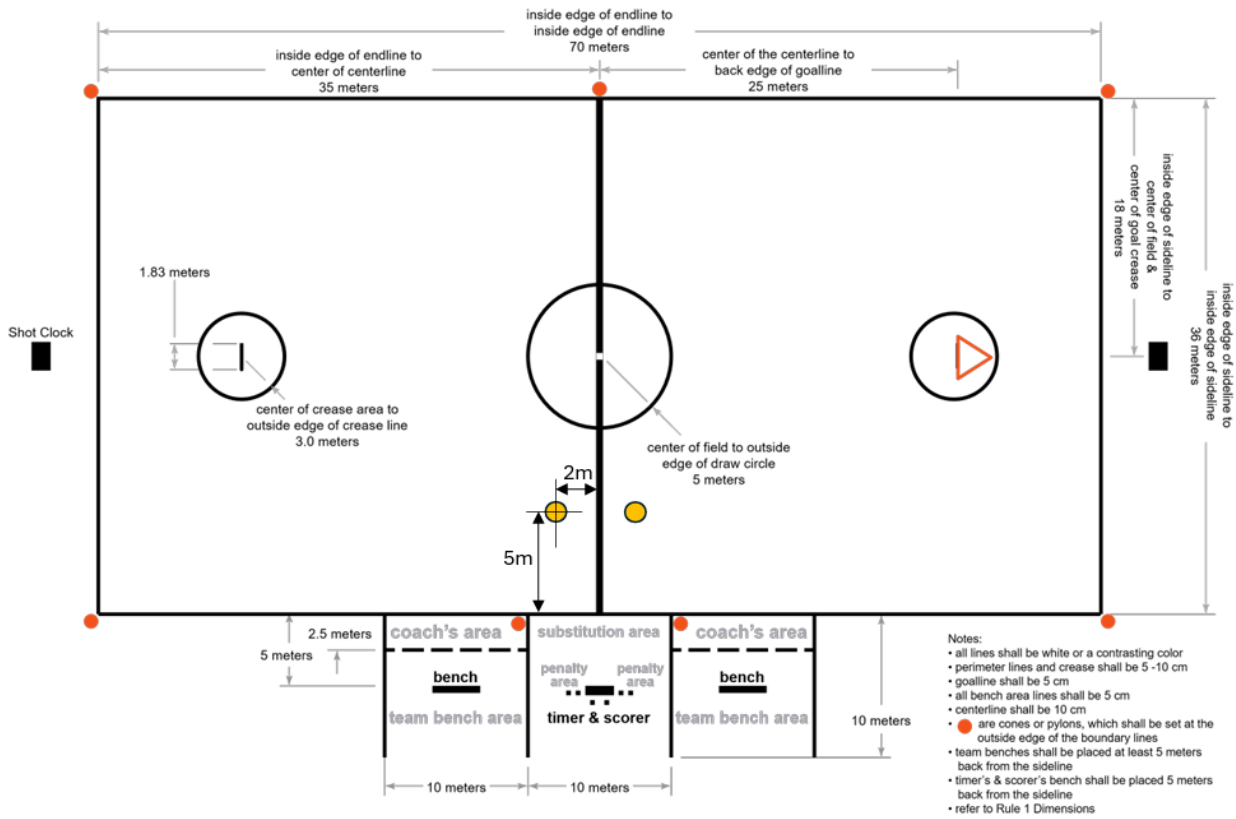 inside edge of endline to
inside edge of endline
70 meters
inside edge of endline to
center of centerline
35 meters
center of the centerline to
back edge of goalline
25 meters
inside edge of sideline to
center of field &
center of goal crease
18 meters
inside edge of sideline to
inside edge of sideline
36 meters
1.83 meters
Shot Clock
center of crease area to
outside edge of crease line
3.0 meters
center of field to outside
edge of draw circle
5 meters
2m
5m
2.5 meters
5 meters
coach's area
substitution area
coach's area
penalty
area
penalty
area
bench
bench
team bench area
timer & scorer
team bench area
10 meters
10 meters
10 meters
Notes:
• all lines shall be white or a contrasting color
• perimeter lines and crease shall be 5 -10 cm
• goalline shall be 5 cm
• all bench area lines shall be 5 cm
• centerline shall be 10 cm
• are cones or pylons, which shall be set at the
outside edge of the boundary lines
• team benches shall be placed at least 5 meters
back from the sideline
• timer's & scorer's bench shall be placed 5 meters
back from the sideline
• refer to Rule 1 Dimensions